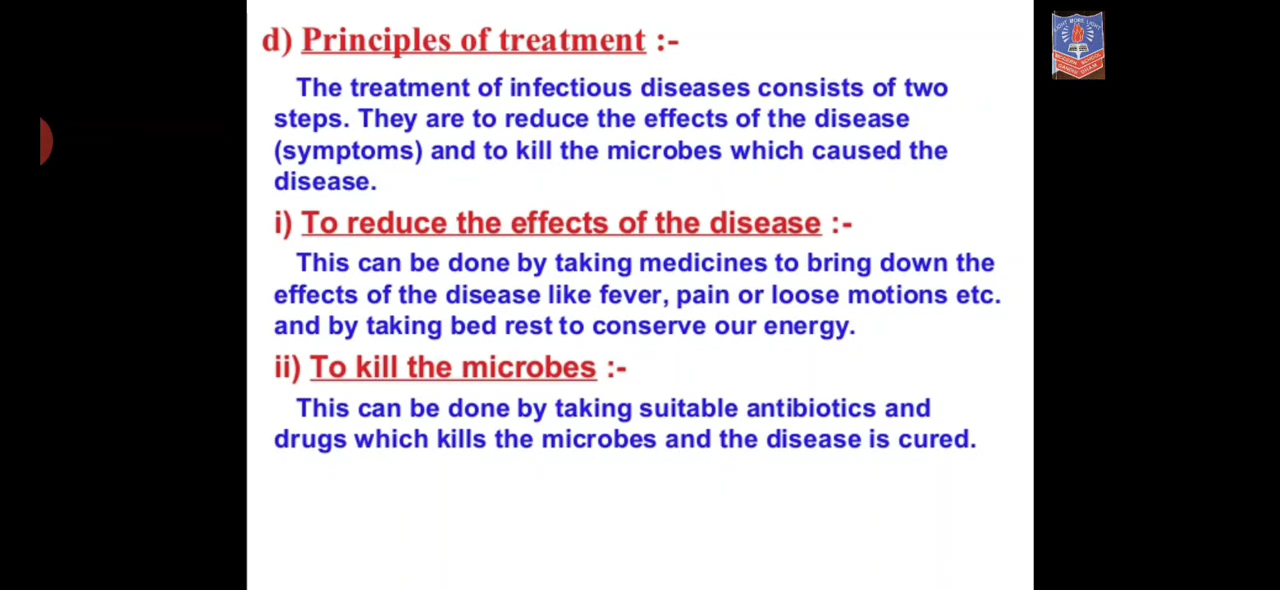 d) Principles of treatment :-
The treatment of infectious diseases consists of two
steps. They are to reduce the effects of the disease
(symptoms) and to kill the microbes which caused the
disease.
i) To reduce the effects of the disease :-
This can be done by taking medicines to bring down the
effects of the disease like fever, pain or loose motions etc.
and by taking bed rest to conserve our energy.
ii) To kill the microbes :-
This can be done by taking suitable antibiotics and
drugs which kills the microbes and the disease is cured.
MODERN SCHOOL